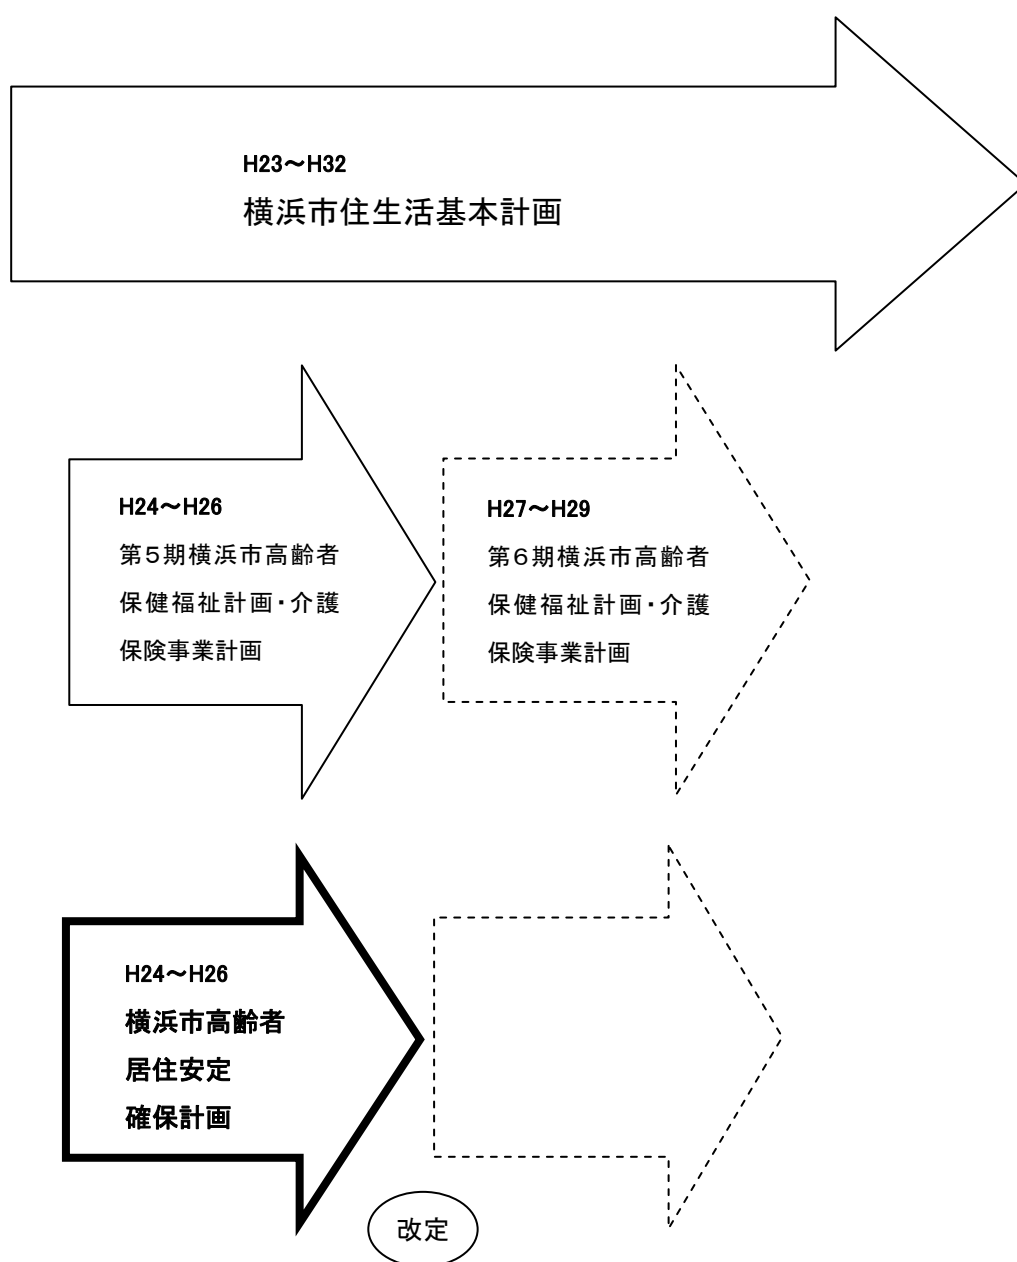 H23～H32
横浜市住生活基本計画
H24～H26
第5期横浜市高齢者
保健福祉計画・介護
保険事業計画
H27～H29
第6期横浜市高齢者
保健福祉計画・介護
保険事業計画
H24～H26
横浜市高齢者
居住安定
確保計画
改定